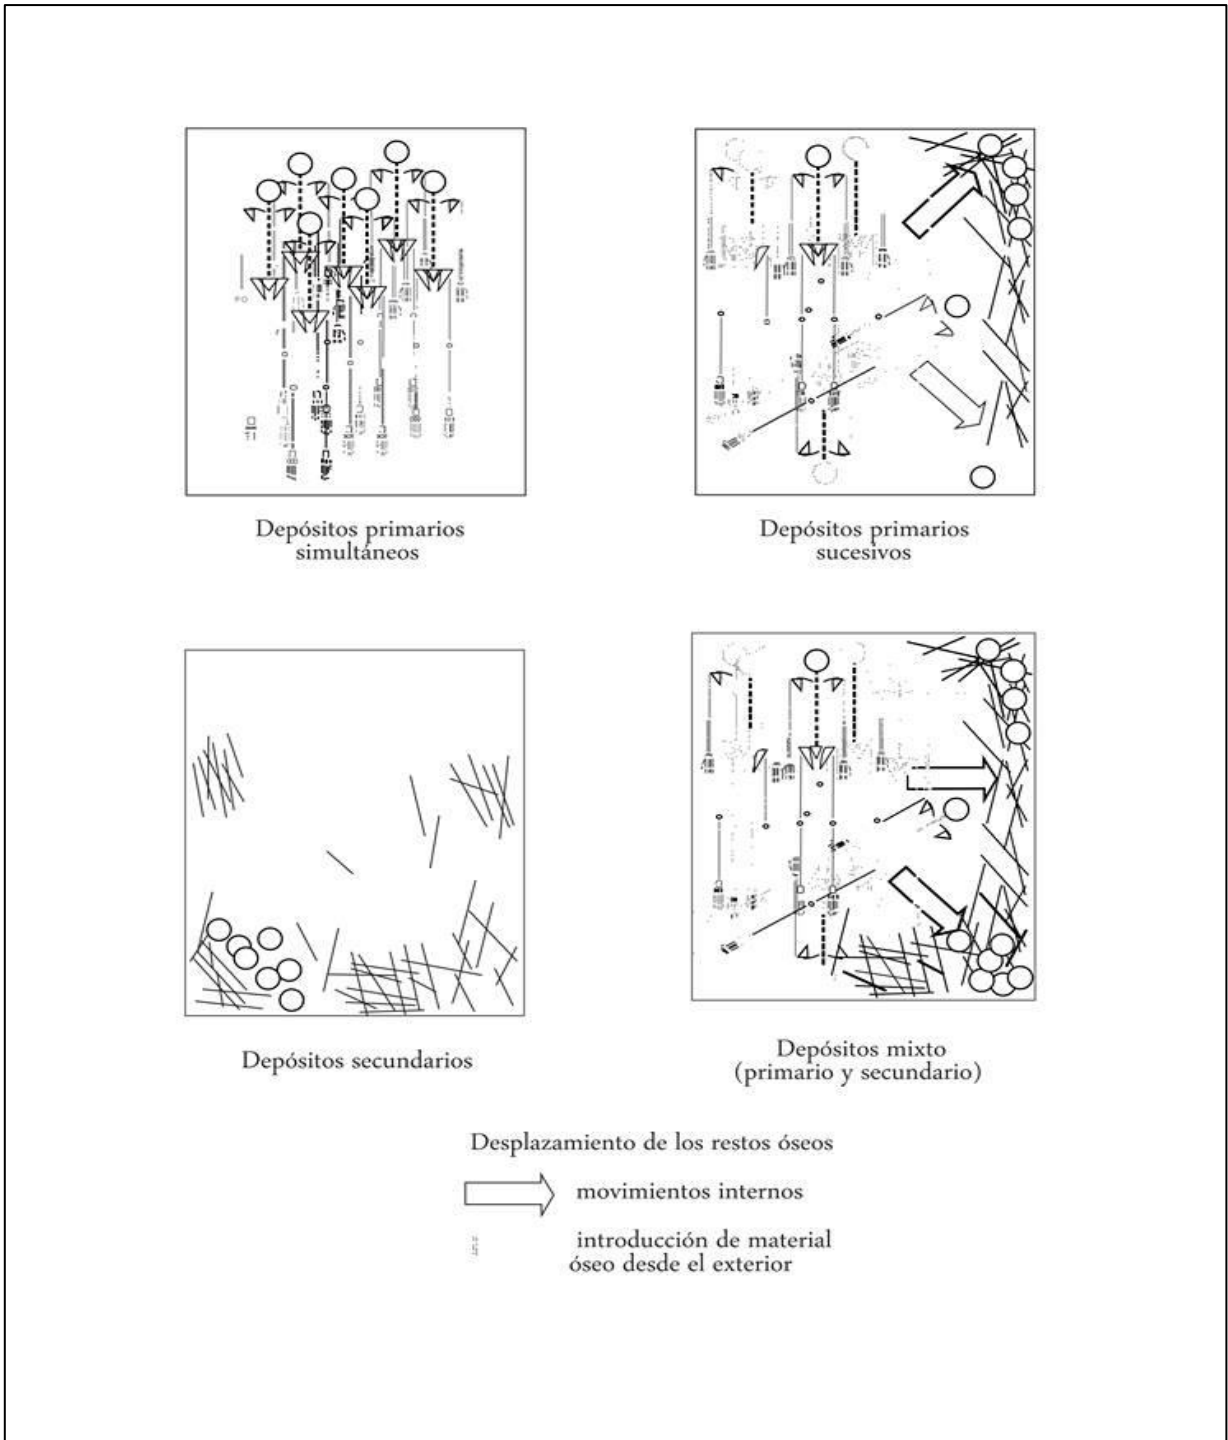 Depósitos primarios
simultáneos
Depósitos primarios
sucesivos
Depósitos secundarios
Depósitos mixto
(primario y secundario)
Desplazamiento de los restos óseos
movimientos internos
introducción de material
óseo desde el exterior